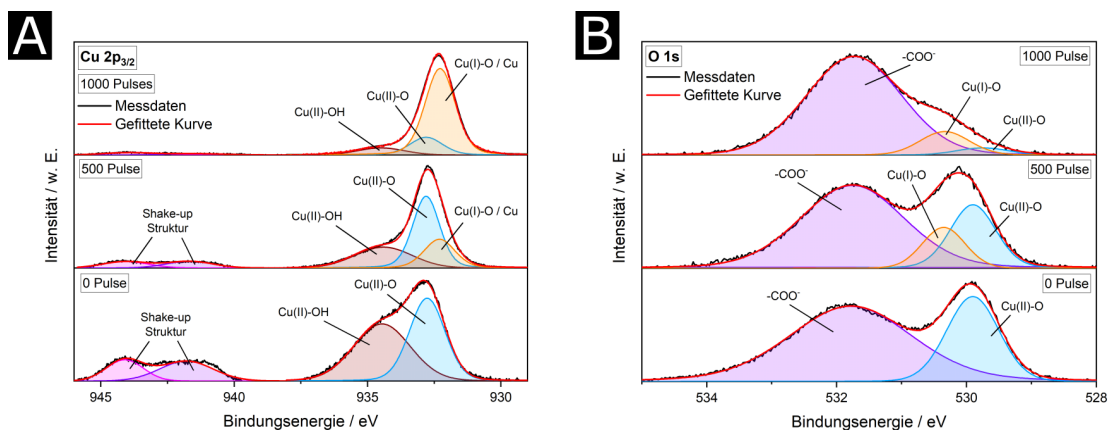 A
Cu 2p3/2
1000 Pulses
Messdaten
Gefittete Kurve
Cu(I)-O / Cu
Cu(II)-O
Cu(II)-OH
500 Pulse
Cu(II)-O
Cu(II)-OH
Cu(I)-O / Cu
Shake-up
Struktur
0 Pulse
Cu(II)-O
Cu(II)-OH
Shake-up
Struktur
Intensität / w. E.
945
940
935
930
Bindungsenergie / eV
B
O 1s
1000 Pulse
Messdaten
Gefittete Kurve
-COO-
Cu(I)-O
Cu(II)-O
500 Pulse
-COO-
Cu(I)-O
Cu(II)-O
0 Pulse
-COO-
Cu(II)-O
Intensität / w. E.
534
532
530
528
Bindungsenergie / eV